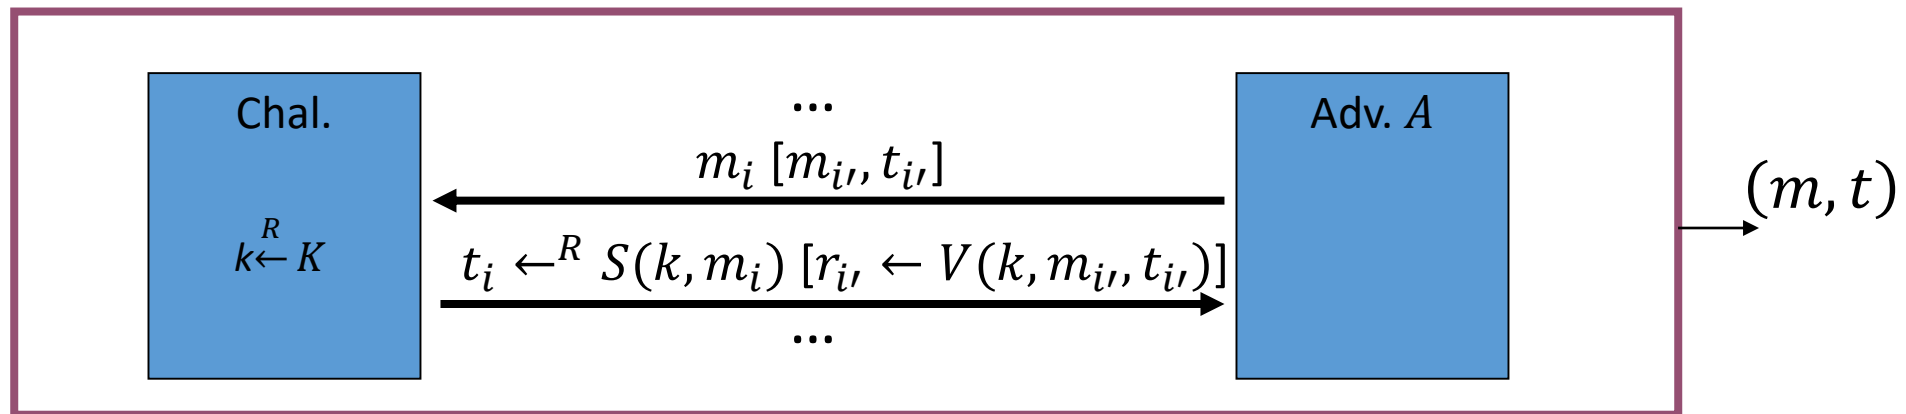 Chal.
...
Adv. A
m_i [m_{i′}, t_{i′}]
(m, t)
k ←^R K
t_i ←^R S(k, m_i) [r_{i′} ← V(k, m_{i′}, t_{i′})]
...